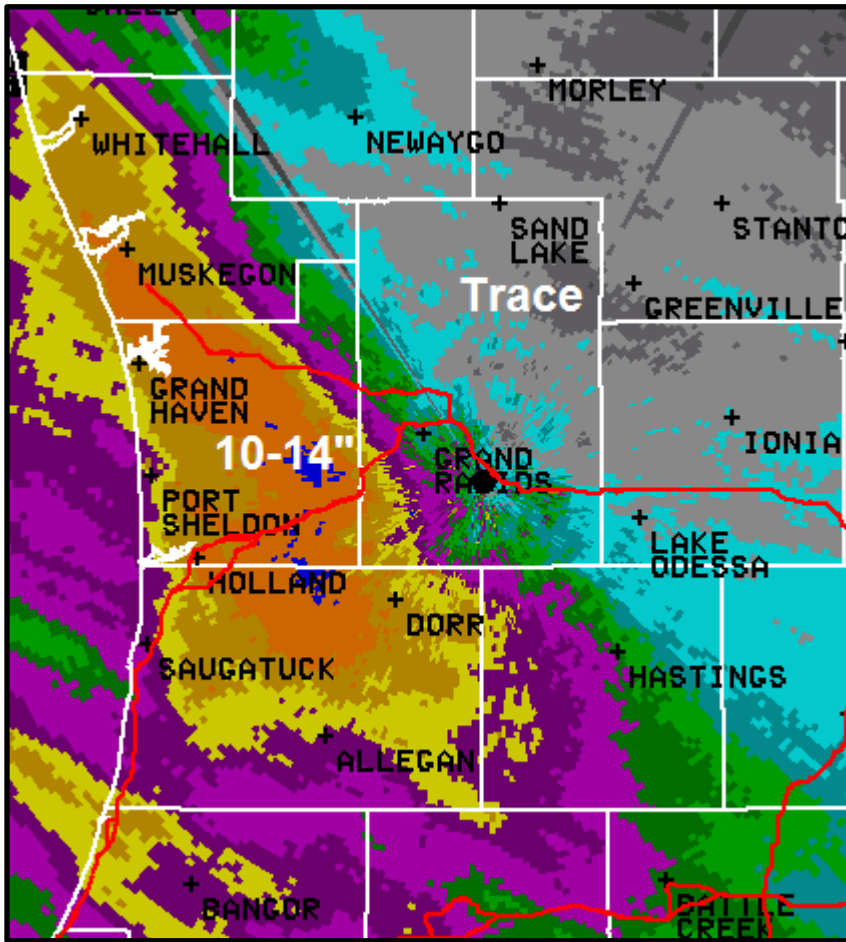 MORLEY
WHITEHALL
NEWAYGO
SAND
LAKE
STANTO
MUSKEGON
Trace
GREENVILLE
GRAND
HAVEN
10-14"
GRAND
RAPIDS
IONIA
PORT
SHELDON
LAKE
ODESSA
HOLLAND
DORR
SAUGATUCK
HASTINGS
ALLEGAN
BANGOR
BATTLE
CREEK